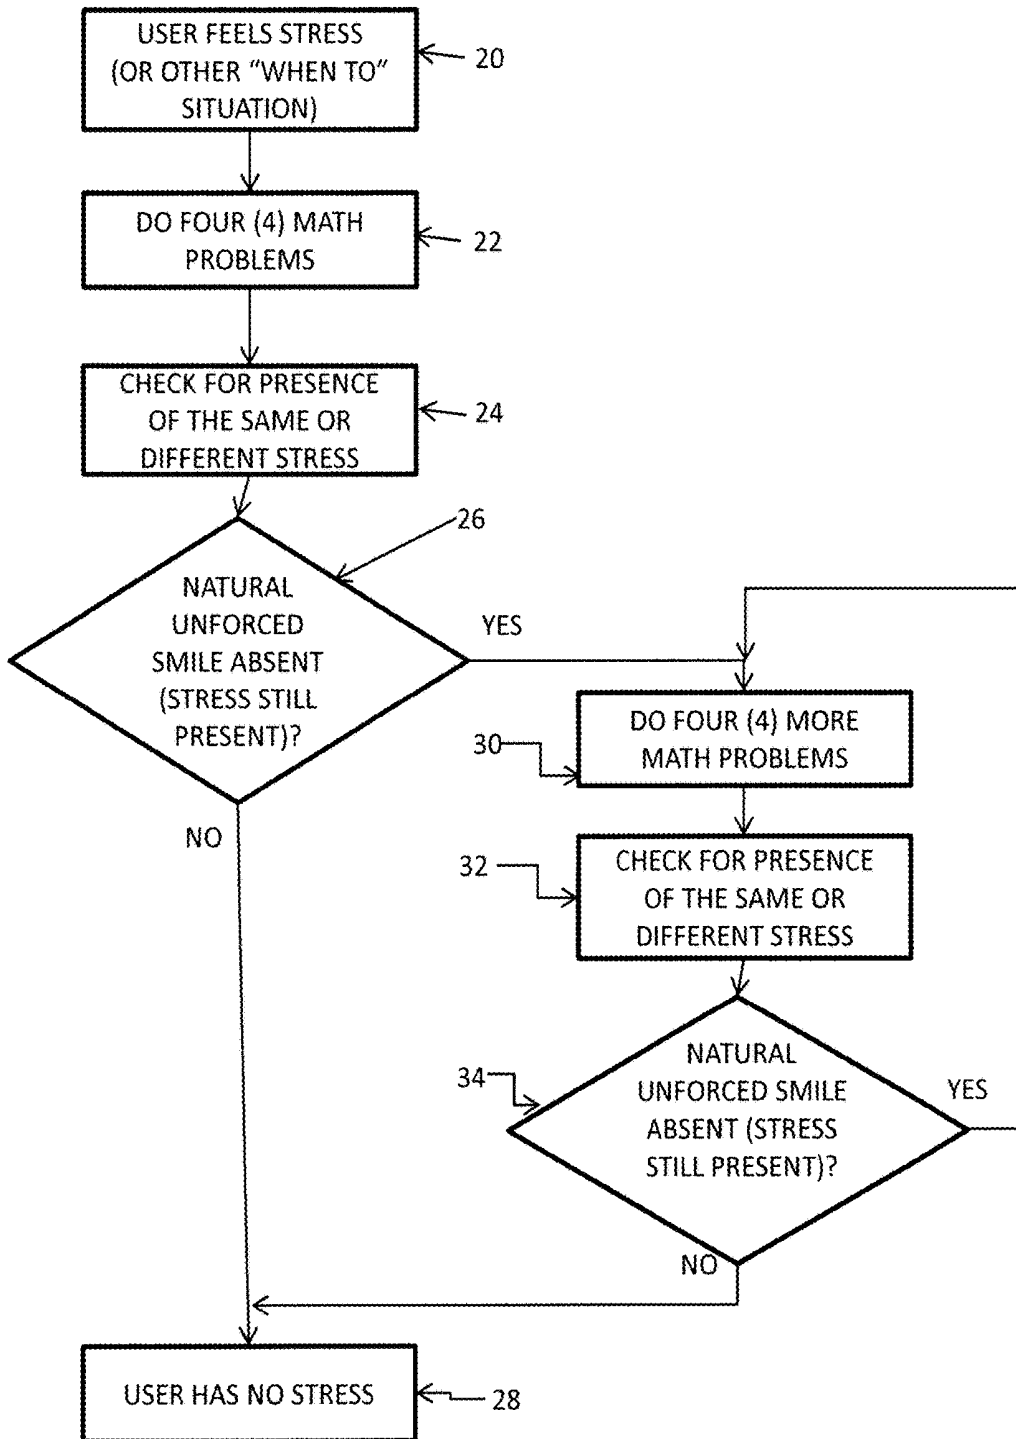 USER FEELS STRESS
(OR OTHER "WHEN TO"
SITUATION)
20
DO FOUR (4) MATH
PROBLEMS
22
CHECK FOR PRESENCE
OF THE SAME OR
DIFFERENT STRESS
24
26
NATURAL
UNFORCED
SMILE ABSENT
(STRESS STILL
PRESENT)?
YES
NO
DO FOUR (4) MORE
MATH PROBLEMS
30
CHECK FOR PRESENCE
OF THE SAME OR
DIFFERENT STRESS
32
NATURAL
UNFORCED SMILE
ABSENT (STRESS
STILL PRESENT)?
34
YES
NO
USER HAS NO STRESS
28